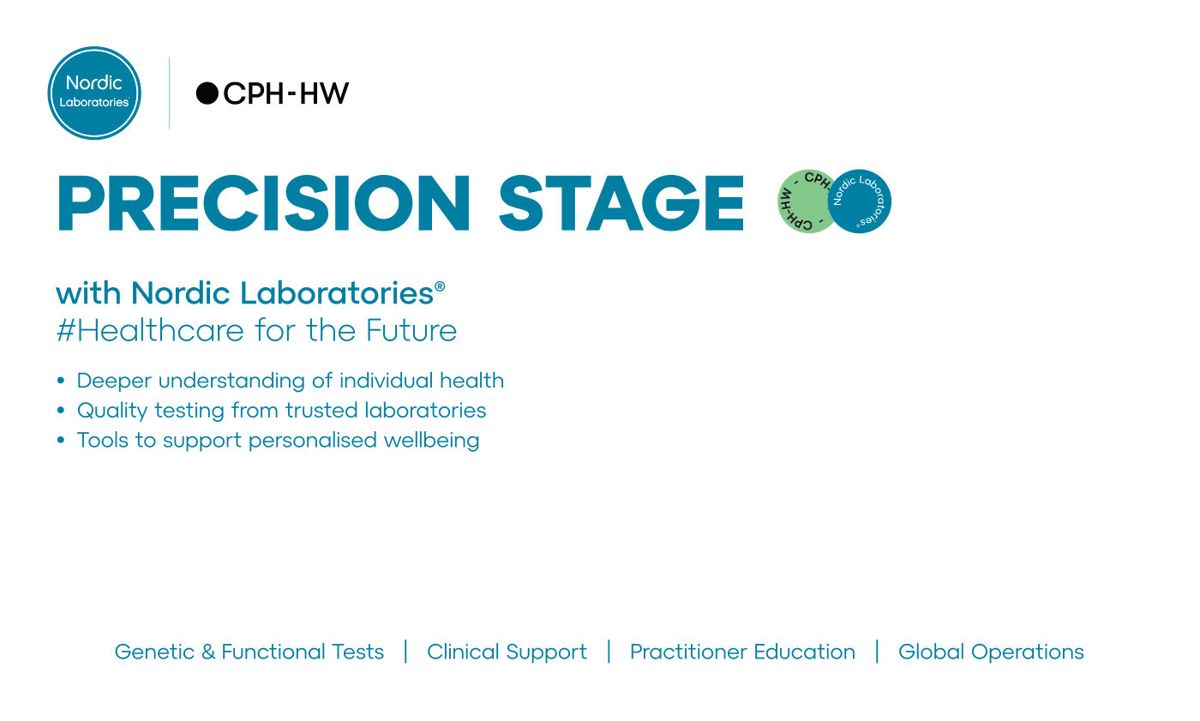 Nordic
Laboratories
CPH-HW
PRECISION STAGE
CPH-HW - CPH-
Nordic Laboratories®
with Nordic Laboratories®
#Healthcare for the Future
• Deeper understanding of individual health
• Quality testing from trusted laboratories
• Tools to support personalised wellbeing
Genetic & Functional Tests | Clinical Support | Practitioner Education | Global Operations